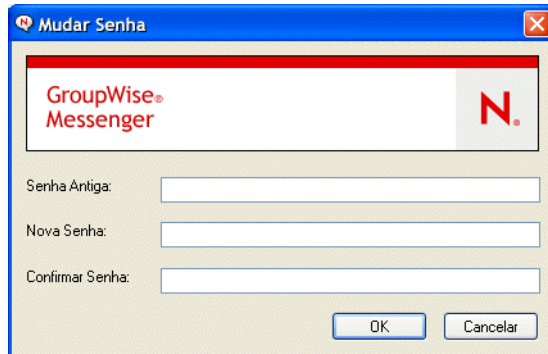 Mudar Senha
GroupWise®
Messenger
N®
Senha Antiga:
Nova Senha:
Confirmar Senha:
OK
Cancelar